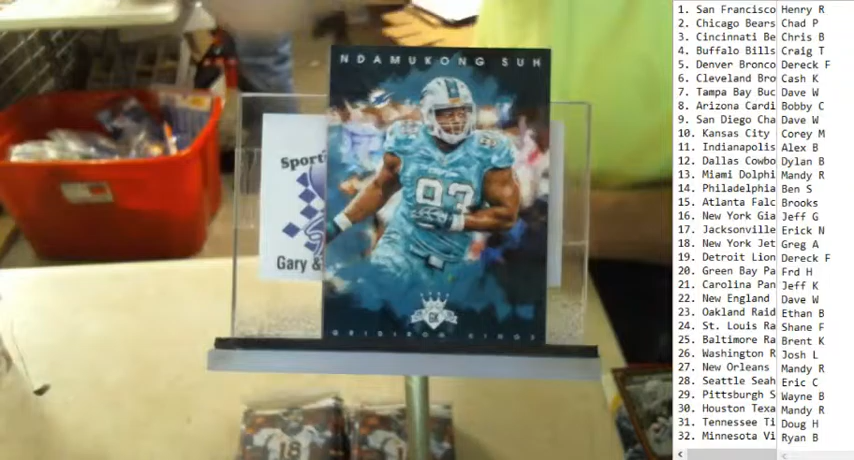 NDAMUKONG SUH
93
93
GK
GRIDIRON KINGS
Sporti
Gary &
18
1. San Francisco Henry R
2. Chicago Bears Chad P
3. Cincinnati Be Chris B
4. Buffalo Bills Craig T
5. Denver Bronco Dereck F
6. Cleveland Bro Cash K
7. Tampa Bay Buc Dave W
8. Arizona Cardi Bobby C
9. San Diego Cha Dave W
10. Kansas City Corey M
11. Indianapolis Alex B
12. Dallas Cowbo Dylan B
13. Miami Dolphi Mandy R
14. Philadelphia Ben S
15. Atlanta Falc Brooks
16. New York Gia Jeff G
17. Jacksonville Erick N
18. New York Jet Greg A
19. Detroit Lion Dereck F
20. Green Bay Pa Frd H
21. Carolina Pan Jeff K
22. New England Dave W
23. Oakland Raid Ethan B
24. St. Louis Ra Shane F
25. Baltimore Ra Brent K
26. Washington R Josh L
27. New Orleans Mandy R
28. Seattle Seah Eric C
29. Pittsburgh S Wayne B
30. Houston Texa Mandy R
31. Tennessee Ti Doug H
32. Minnesota Vi Ryan B